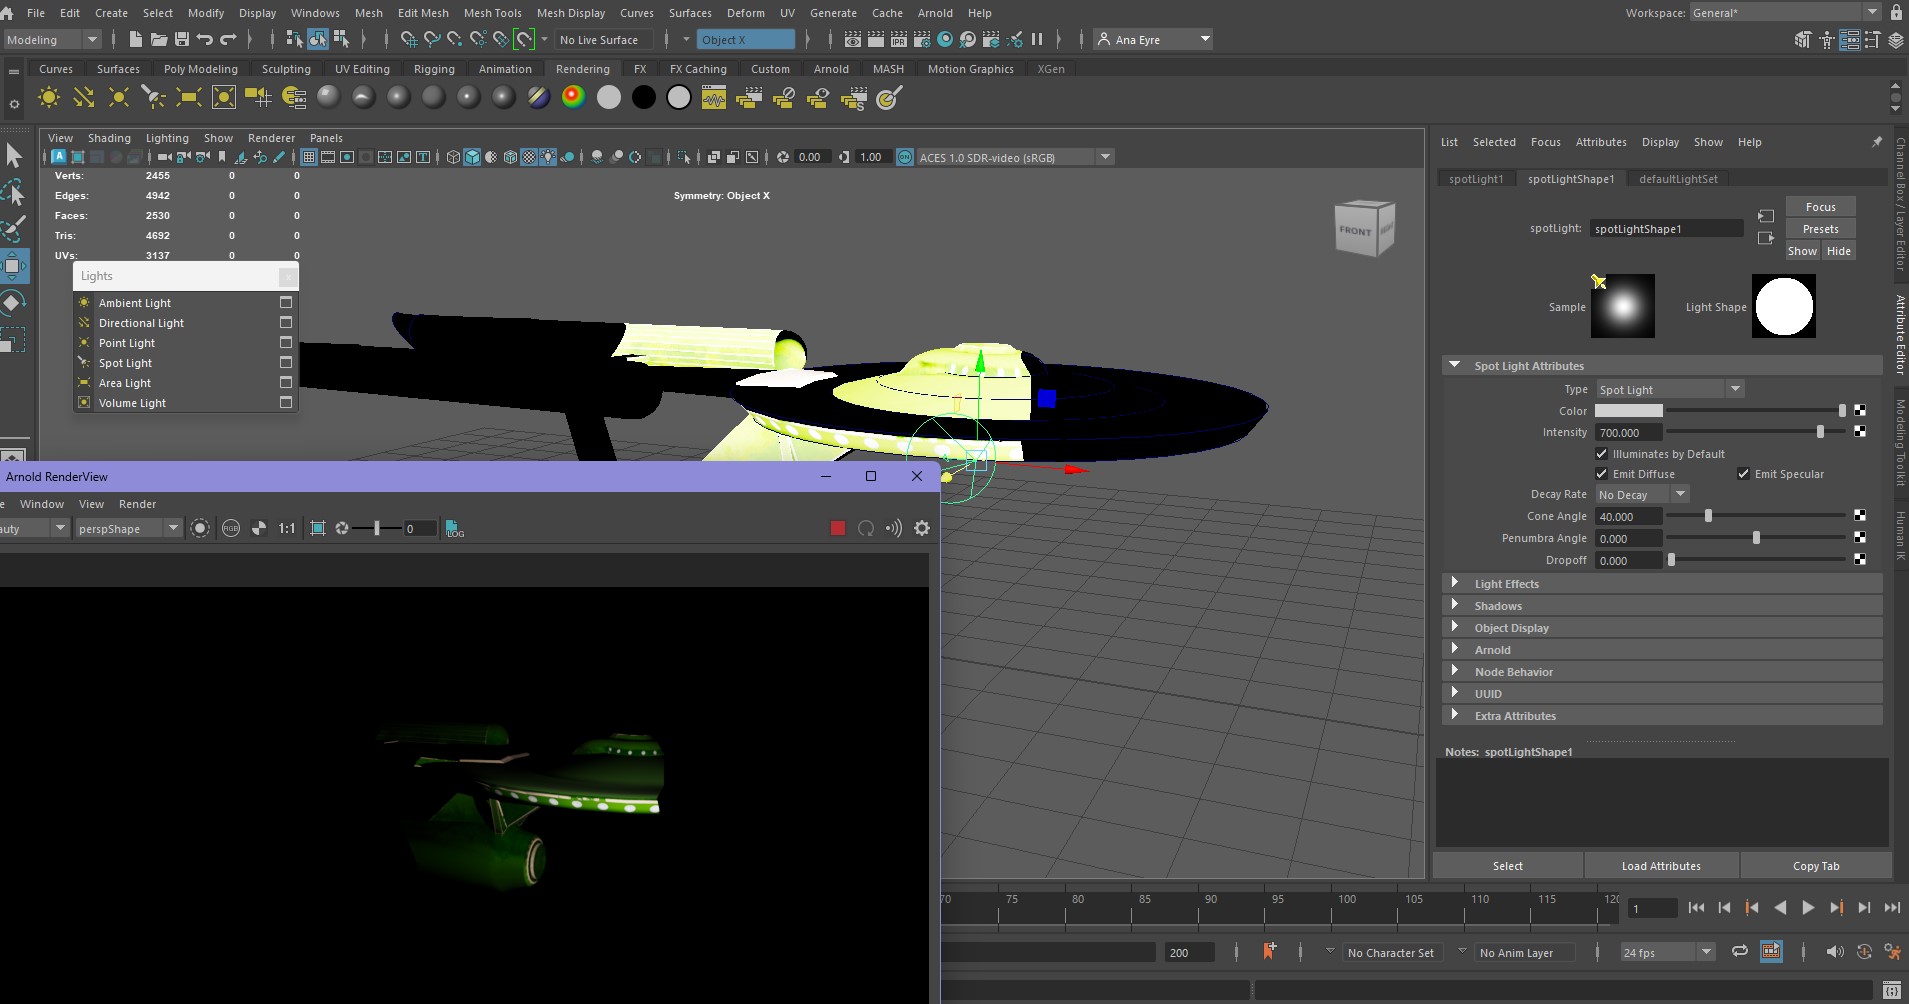 File Edit Create Select Modify Display Windows Mesh Edit Mesh Mesh Tools Mesh Display Curves Surfaces Deform UV Generate Cache Arnold Help Workspace: General*
Modeling No Live Surface Object X IPR Ana Eyre
Curves Surfaces Poly Modeling Sculpting UV Editing Rigging Animation Rendering FX FX Caching Custom Arnold MASH Motion Graphics XGen
View Shading Lighting Show Renderer Panels
0.00 1.00 ON ACES 1.0 SDR-video (sRGB)
Verts: 2455 0 0
Edges: 4942 0 0
Faces: 2530 0 0
Tris: 4692 0 0
UVs: 3137 0 0
Symmetry: Object X
FRONT
Lights
Ambient Light
Directional Light
Point Light
Spot Light
Area Light
Volume Light
Arnold RenderView
Window View Render
perspShape RGB 1:1 0 LOG
List Selected Focus Attributes Display Show Help
spotLight1 spotLightShape1 defaultLightSet
Focus
spotLight: spotLightShape1 Presets
Show Hide
Sample Light Shape
Spot Light Attributes
Type Spot Light
Color
Intensity 700.000
Illuminates by Default
Emit Diffuse Emit Specular
Decay Rate No Decay
Cone Angle 40.000
Penumbra Angle 0.000
Dropoff 0.000
Light Effects
Shadows
Object Display
Arnold
Node Behavior
UUID
Extra Attributes
Notes: spotLightShape1
Select Load Attributes Copy Tab
Channel Box / Layer Editor
Attribute Editor
Modeling Toolkit
Human IK
70 75 80 85 90 95 100 105 110 115 120 1
200 No Character Set No Anim Layer 24 fps